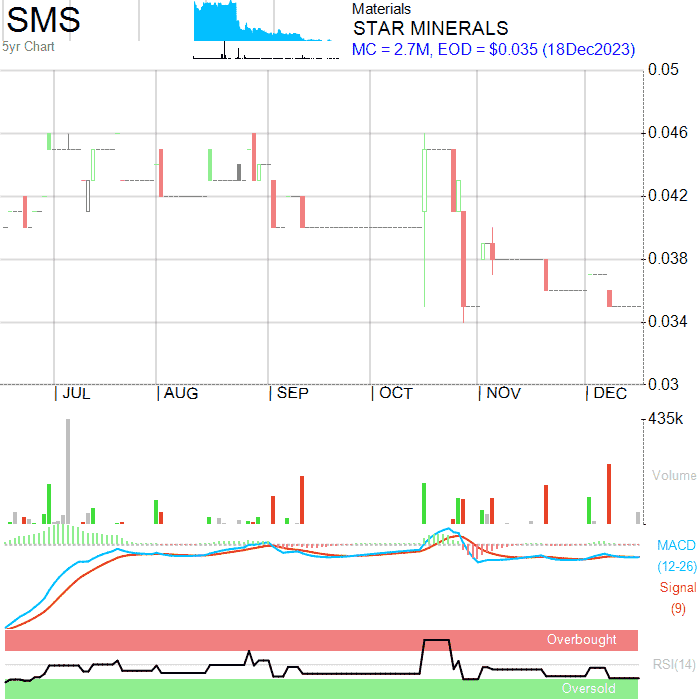 SMS
5yr Chart
Materials
STAR MINERALS
MC = 2.7M, EOD = $0.035 (18Dec2023)
0.05
0.046
0.042
0.038
0.034
0.03
JUL AUG SEP OCT NOV DEC
435k
Volume
MACD
(12-26)
Signal
(9)
Overbought
RSI(14)
Oversold